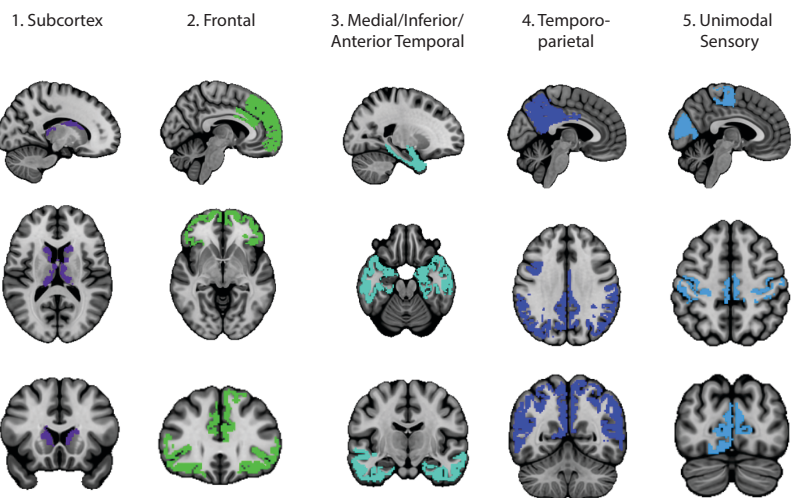 1. Subcortex
2. Frontal
3. Medial/Inferior/
Anterior Temporal
4. Temporo-
parietal
5. Unimodal
Sensory